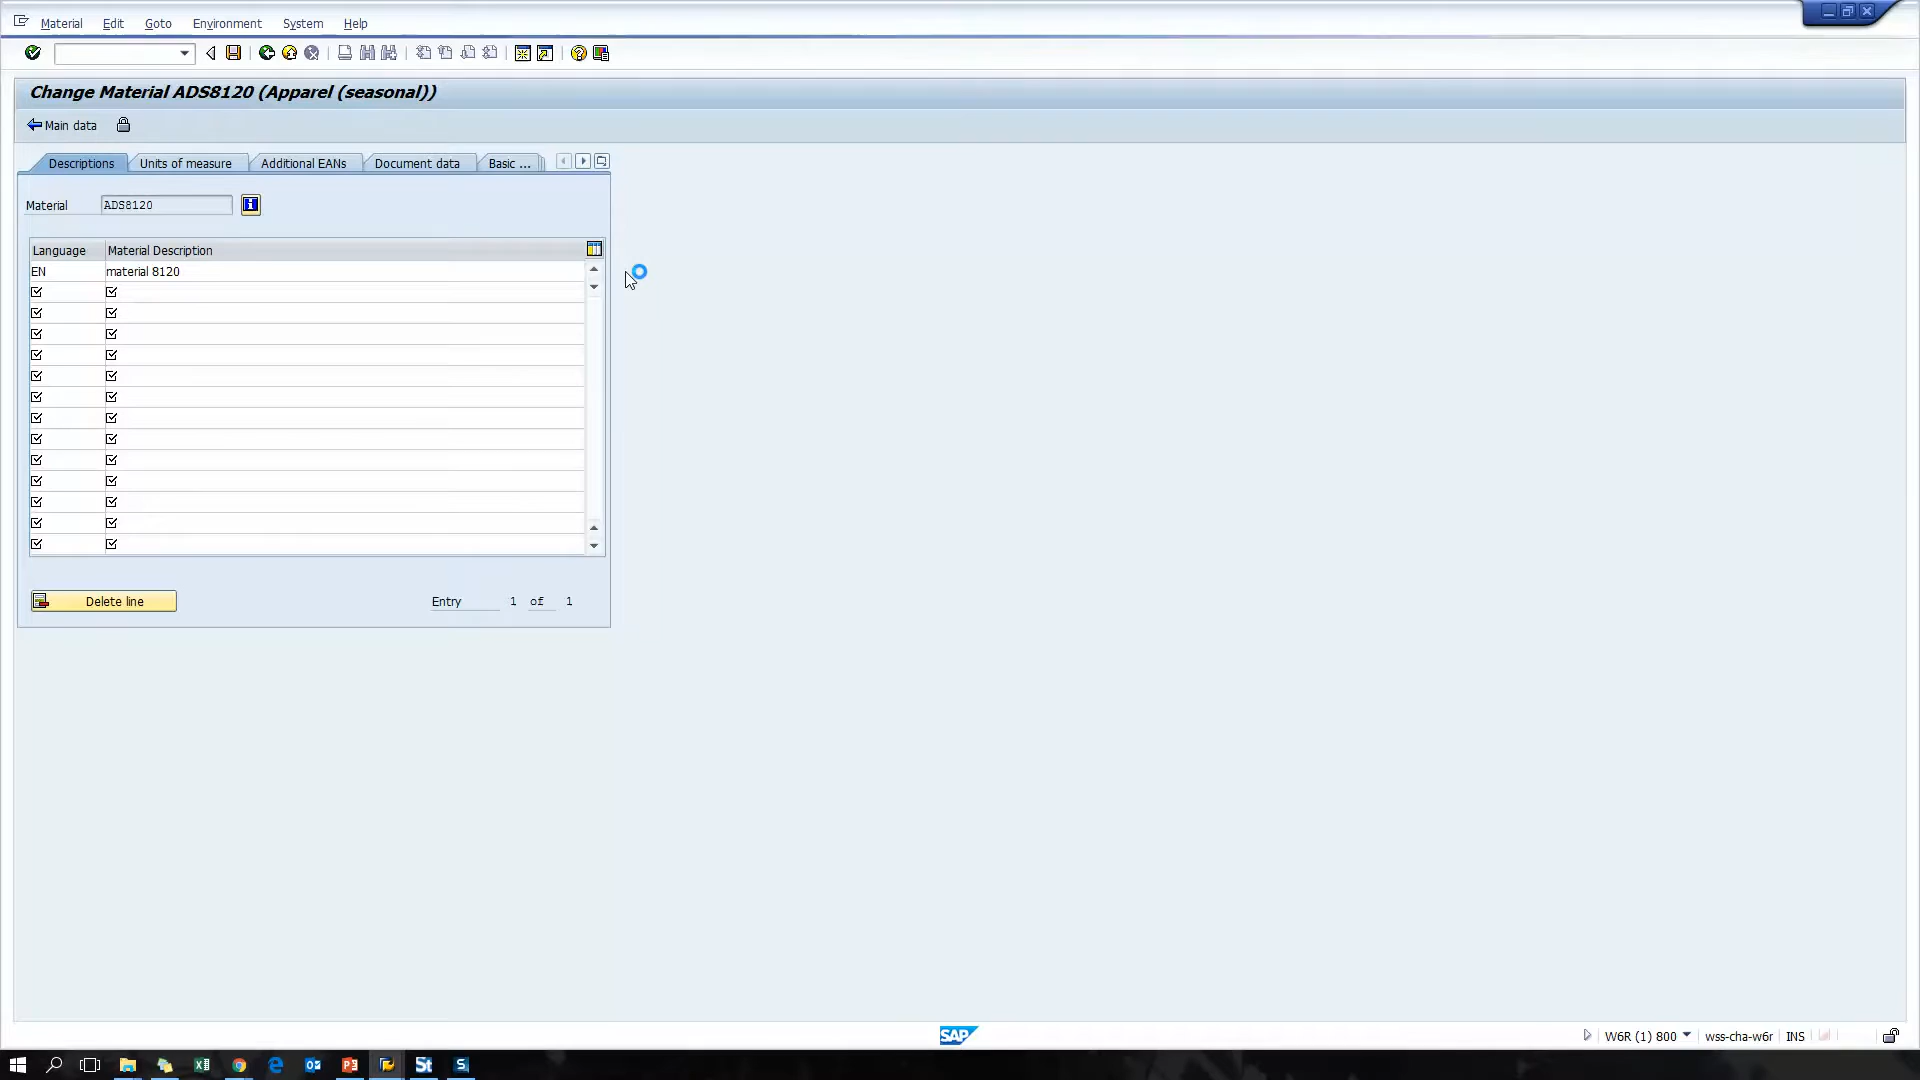 Material Edit Goto Environment System Help
Change Material ADS8120 (Apparel (seasonal))
Main data
Descriptions Units of measure Additional EANs Document data Basic ...
Material ADS8120
Language Material Description
EN material 8120
Delete line Entry 1 of 1
SAP W6R (1) 800 wss-cha-w6r INS
St S